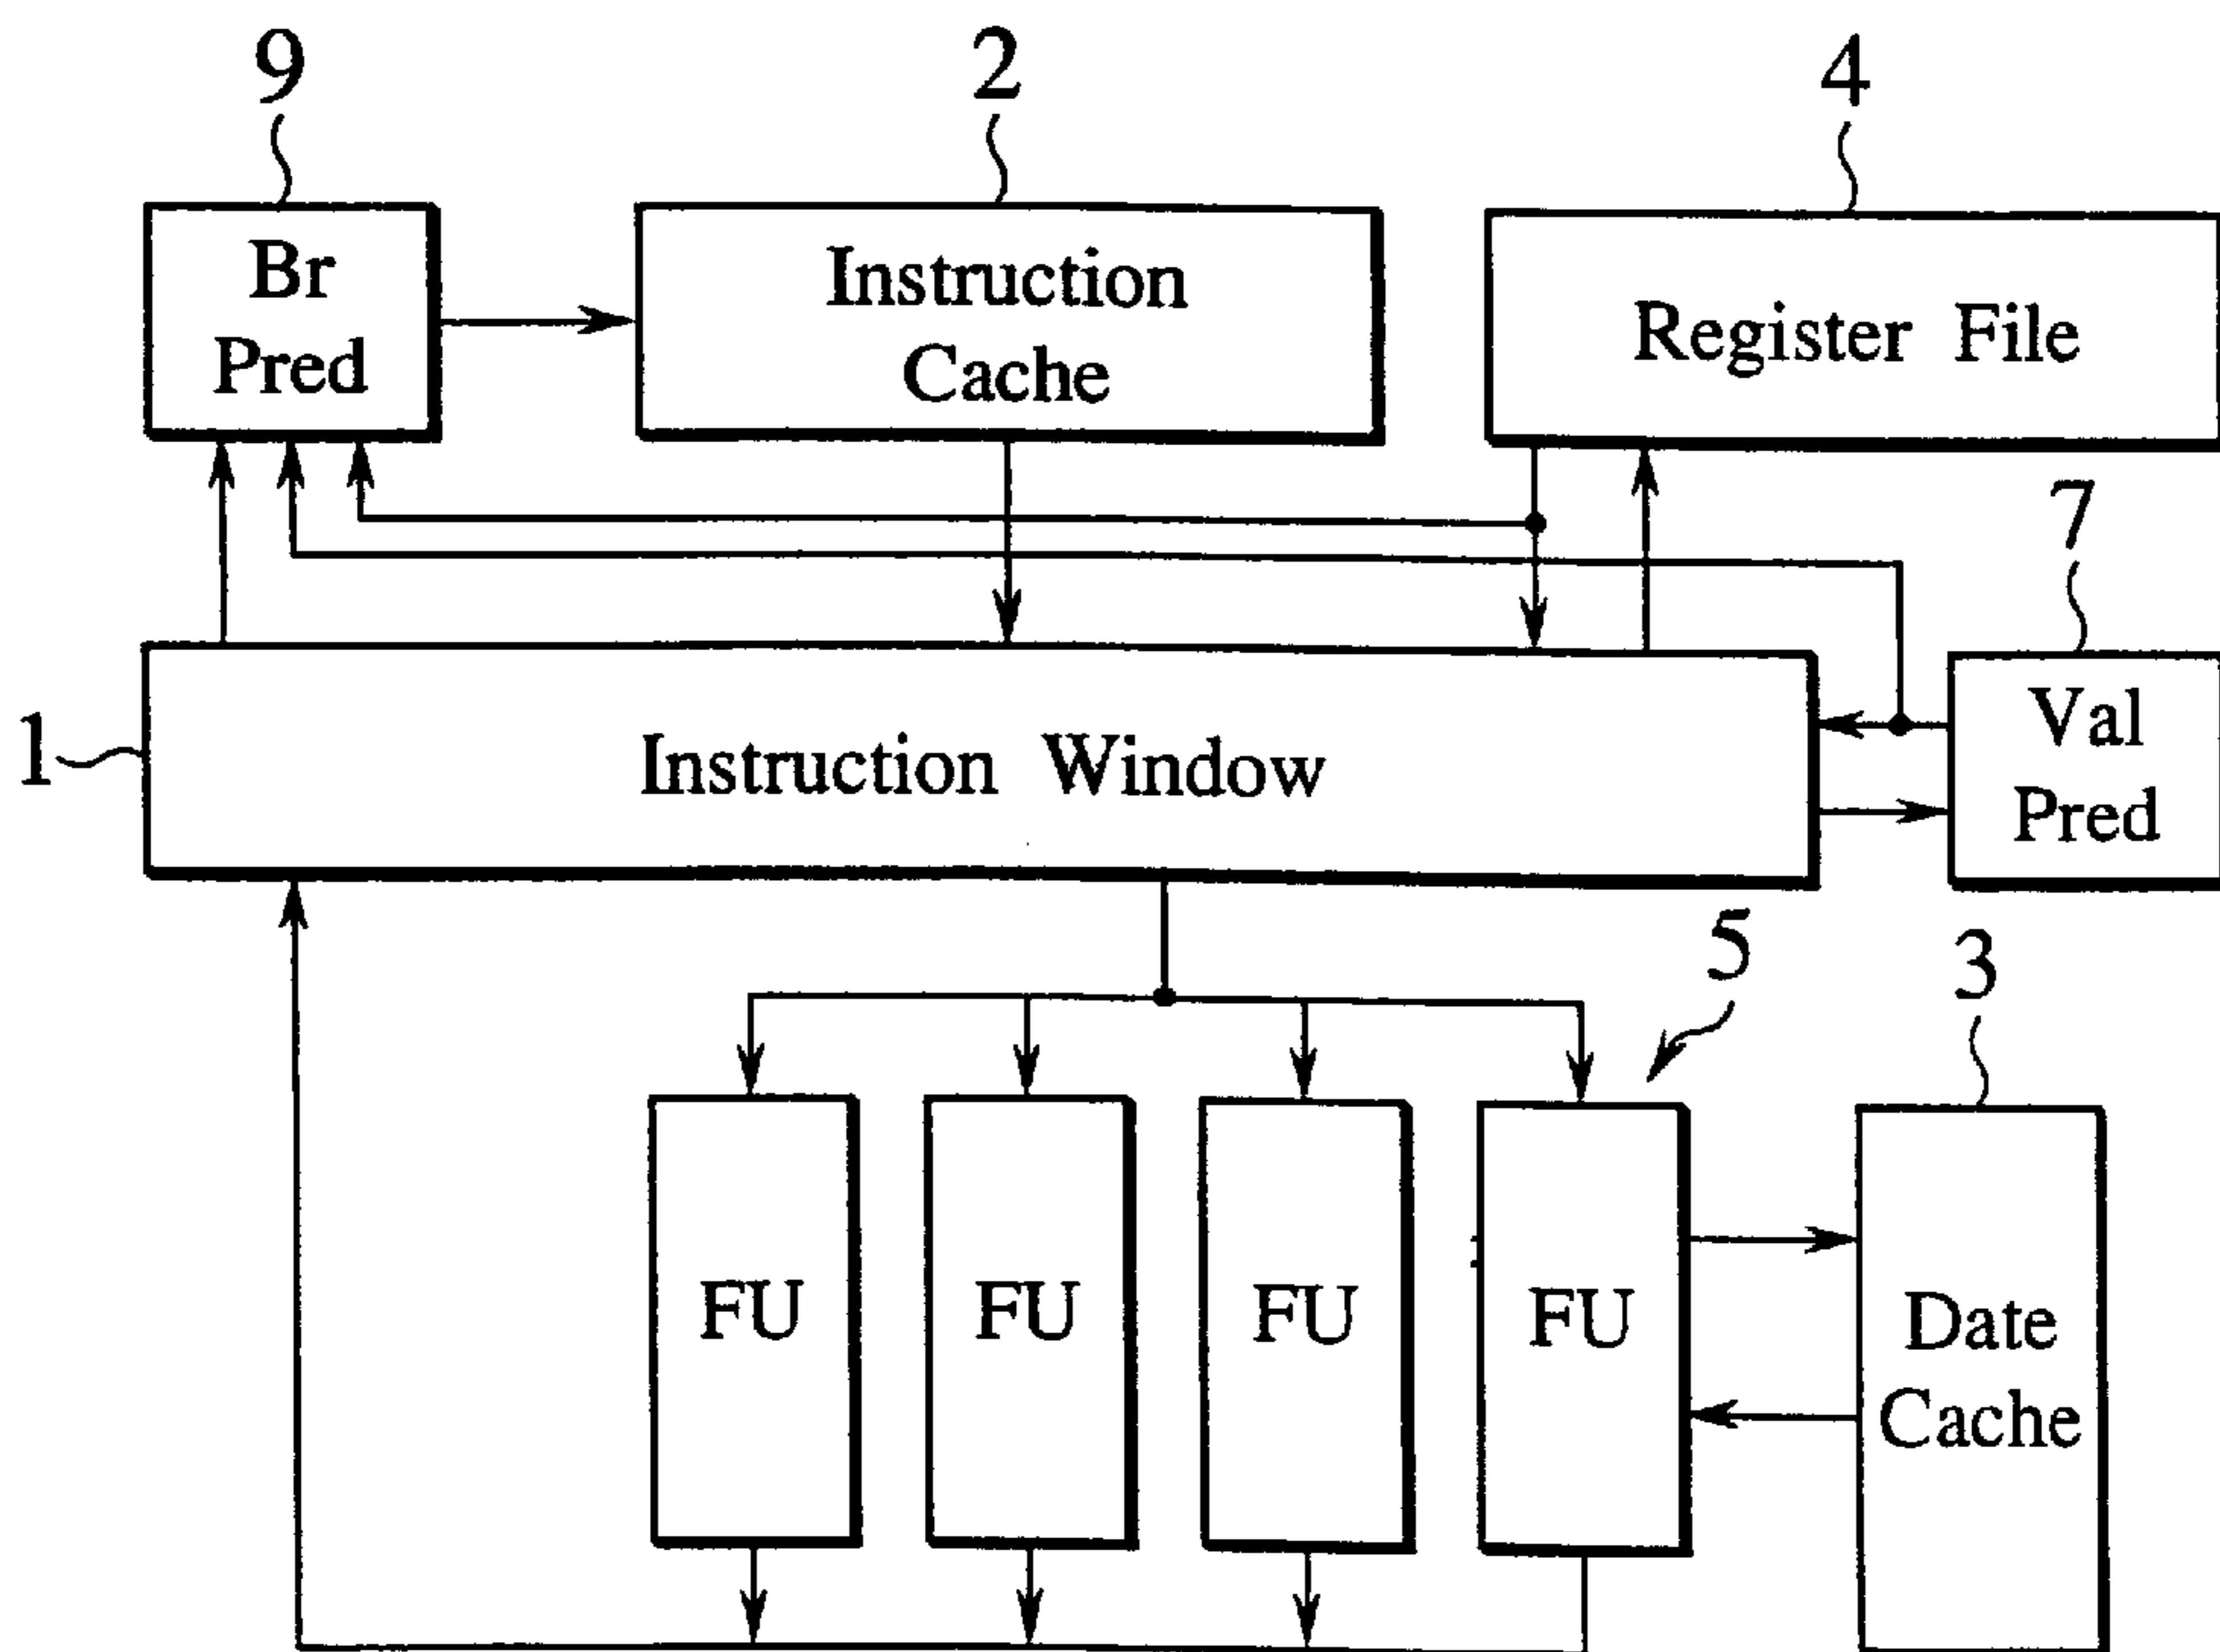 9
2
4
Br
Pred
Instruction
Cache
Register File
7
1
Instruction Window
Val
Pred
5
3
FU
FU
FU
FU
Date
Cache